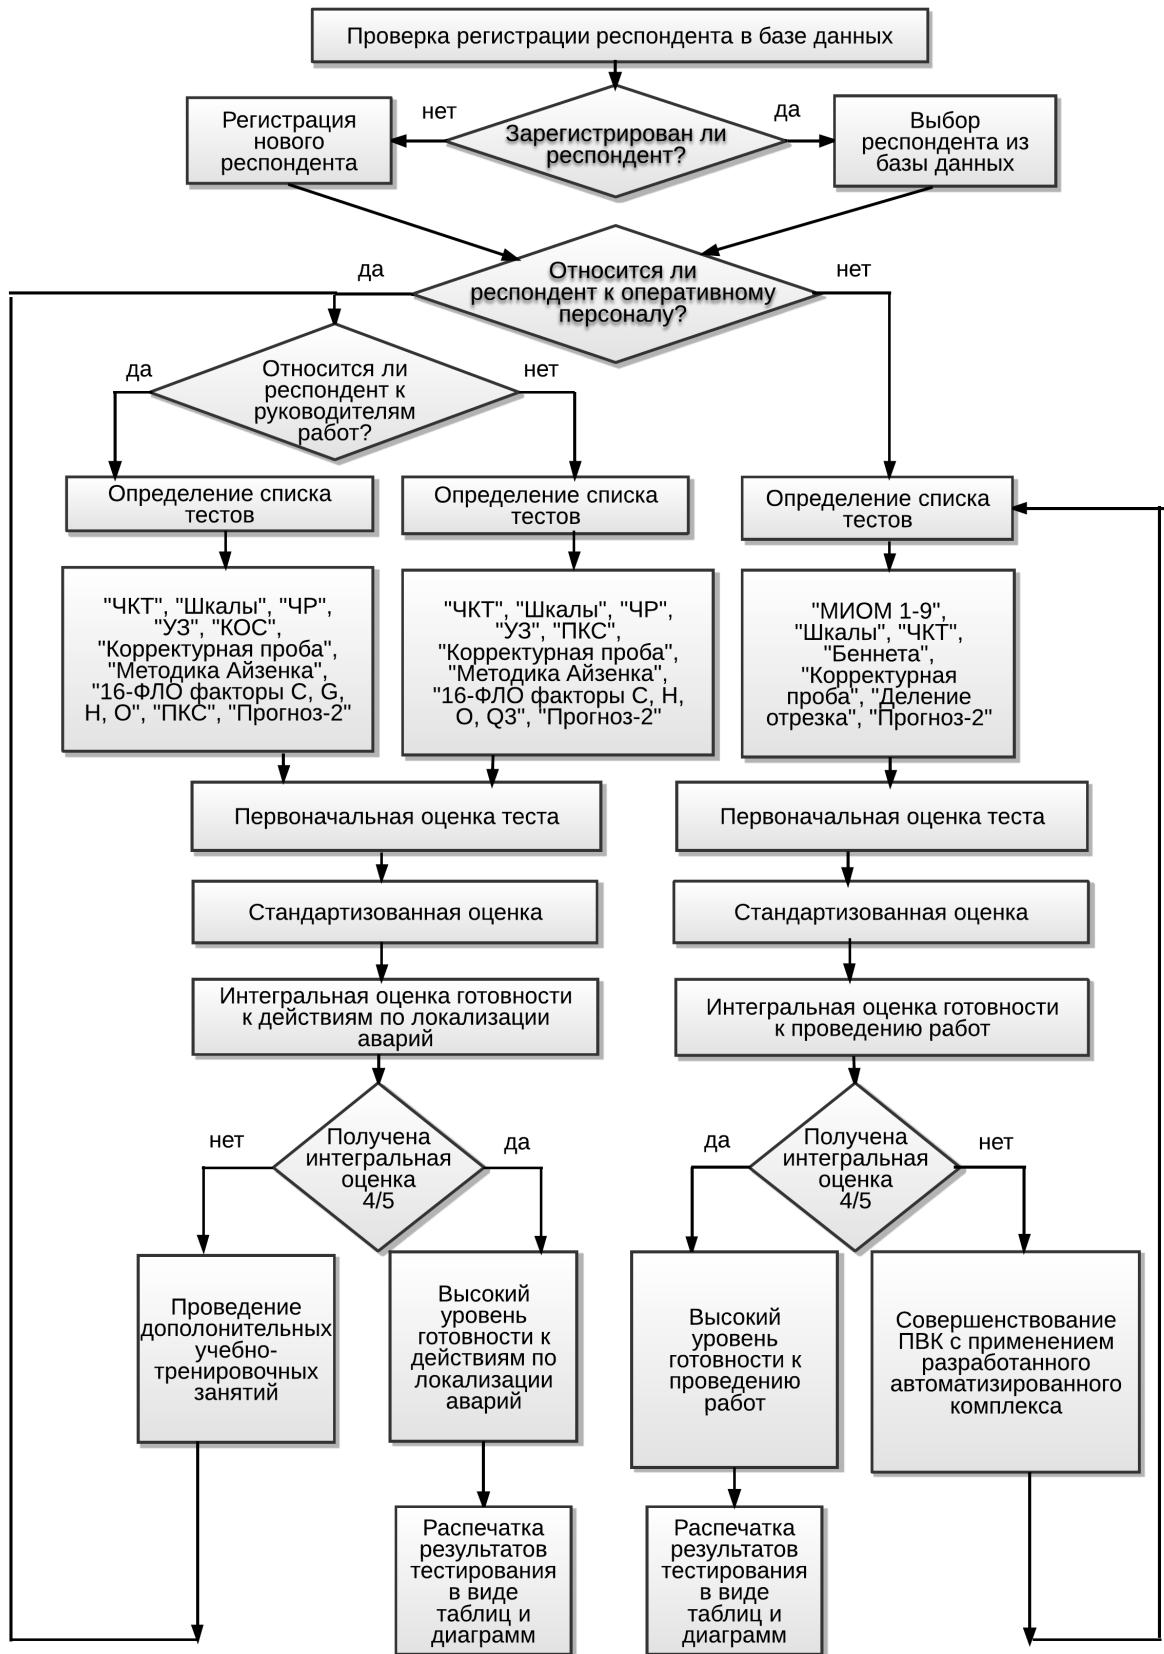 Проверка регистрации респондента в базе данных
нет
да
Регистрация
нового
респондента
Зарегистрирован ли
респондент?
Выбор
респондента из
базы данных
да
нет
Относится ли
респондент к оперативному
персоналу?
да
нет
Относится ли
респондент к
руководителям
работ?
Определение списка
тестов
Определение списка
тестов
Определение списка
тестов
"ЧКТ", "Шкалы", "ЧР",
"УЗ", "КОС",
"Корректурная проба",
"Методика Айзенка",
"16-ФЛО факторы C, G,
H, O", "ПКС", "Прогноз-2"
"ЧКТ", "Шкалы", "ЧР",
"УЗ", "ПКС",
"Корректурная проба",
"Методика Айзенка",
"16-ФЛО факторы C, H,
O, Q3", "Прогноз-2"
"МИОМ 1-9",
"Шкалы", "ЧКТ",
"Беннета",
"Корректурная
проба", "Деление
отрезка", "Прогноз-2"
Первоначальная оценка теста
Первоначальная оценка теста
Стандартизованная оценка
Стандартизованная оценка
Интегральная оценка готовности
к действиям по локализации
аварий
Интегральная оценка готовности
к проведению работ
нет
да
Получена
интегральная
оценка
4/5
да
нет
Получена
интегральная
оценка
4/5
Проведение
дополонительных
учебно-
тренировочных
занятий
Высокий
уровень
готовности к
действиям по
локализации
аварий
Высокий
уровень
готовности к
проведению
работ
Совершенствование
ПВК с применением
разработанного
автоматизированного
комплекса
Распечатка
результатов
тестирования
в виде
таблиц и
диаграмм
Распечатка
результатов
тестирования
в виде
таблиц и
диаграмм